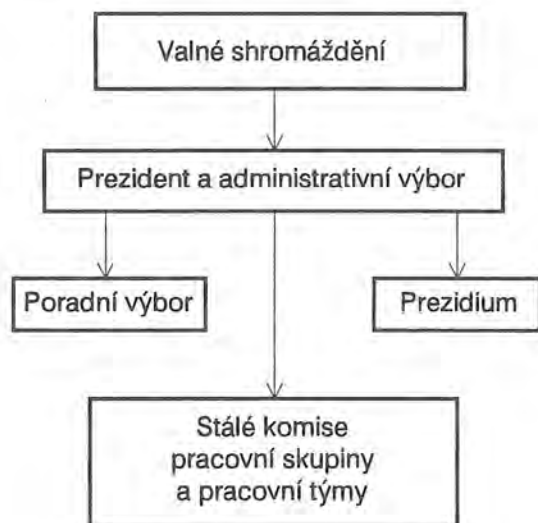 Valné shromáždění
Prezident a administrativní výbor
Poradní výbor
Prezidium
Stálé komise
pracovní skupiny
a pracovní týmy